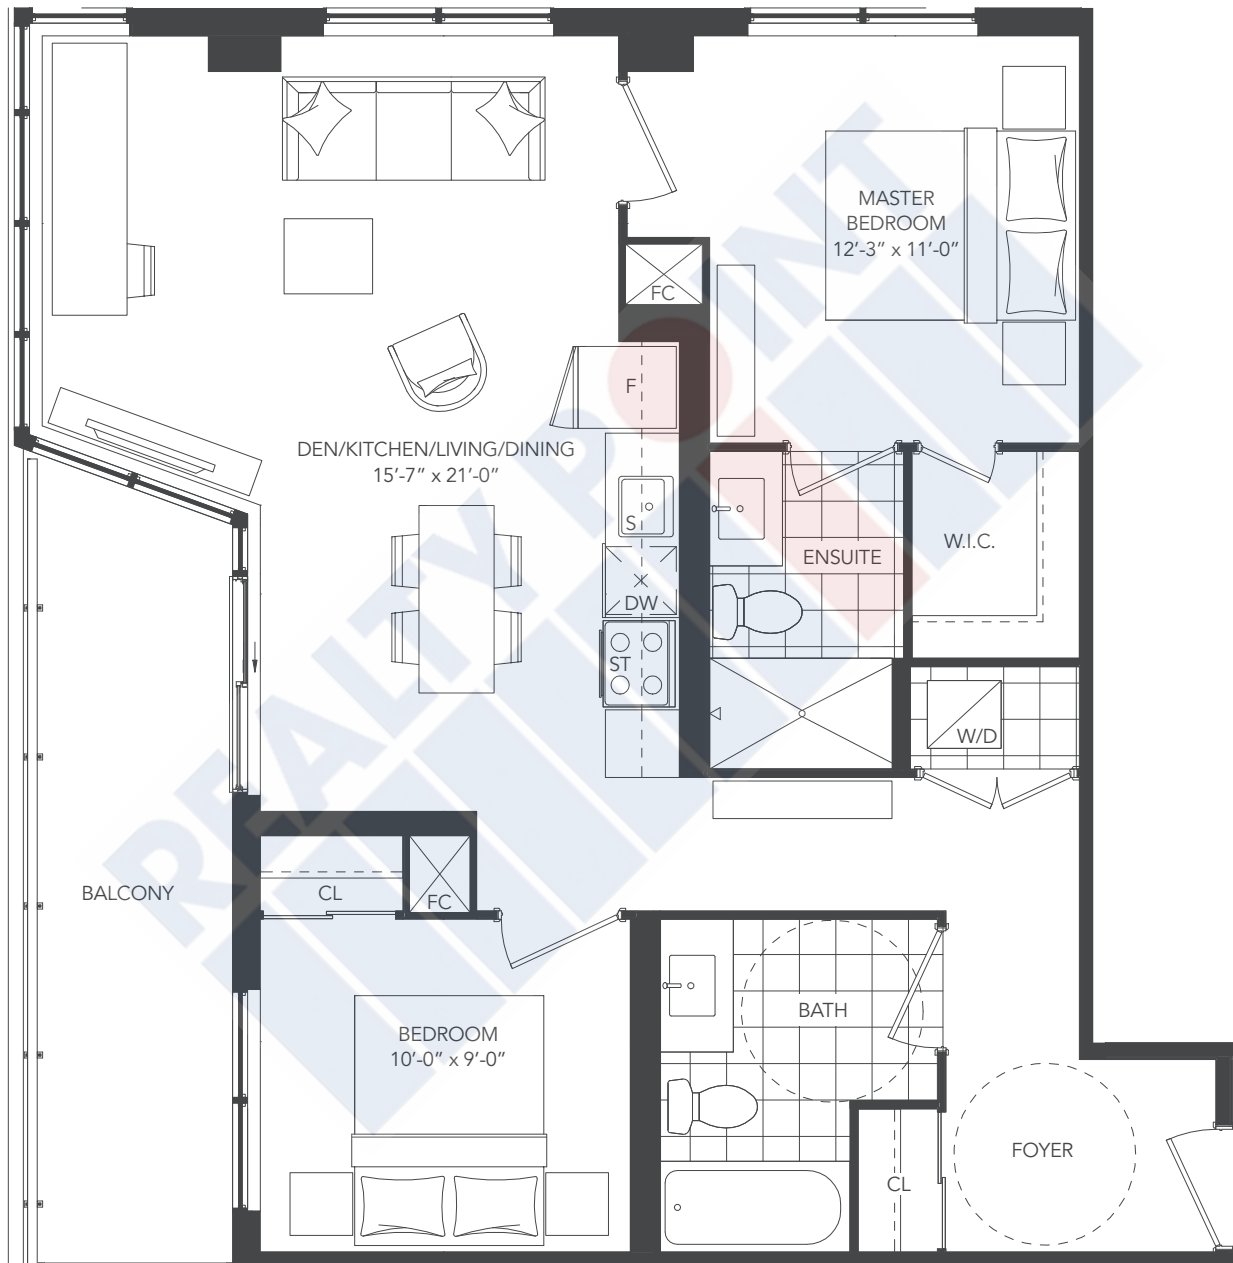 MASTER
BEDROOM
12'-3" x 11'-0"
FC
F
DEN/KITCHEN/LIVING/DINING
15'-7" x 21'-0"
S
DW
ST
ENSUITE
W.I.C.
W/D
BALCONY
CL
FC
BEDROOM
10'-0" x 9'-0"
BATH
FOYER
CL
REALTY POINT